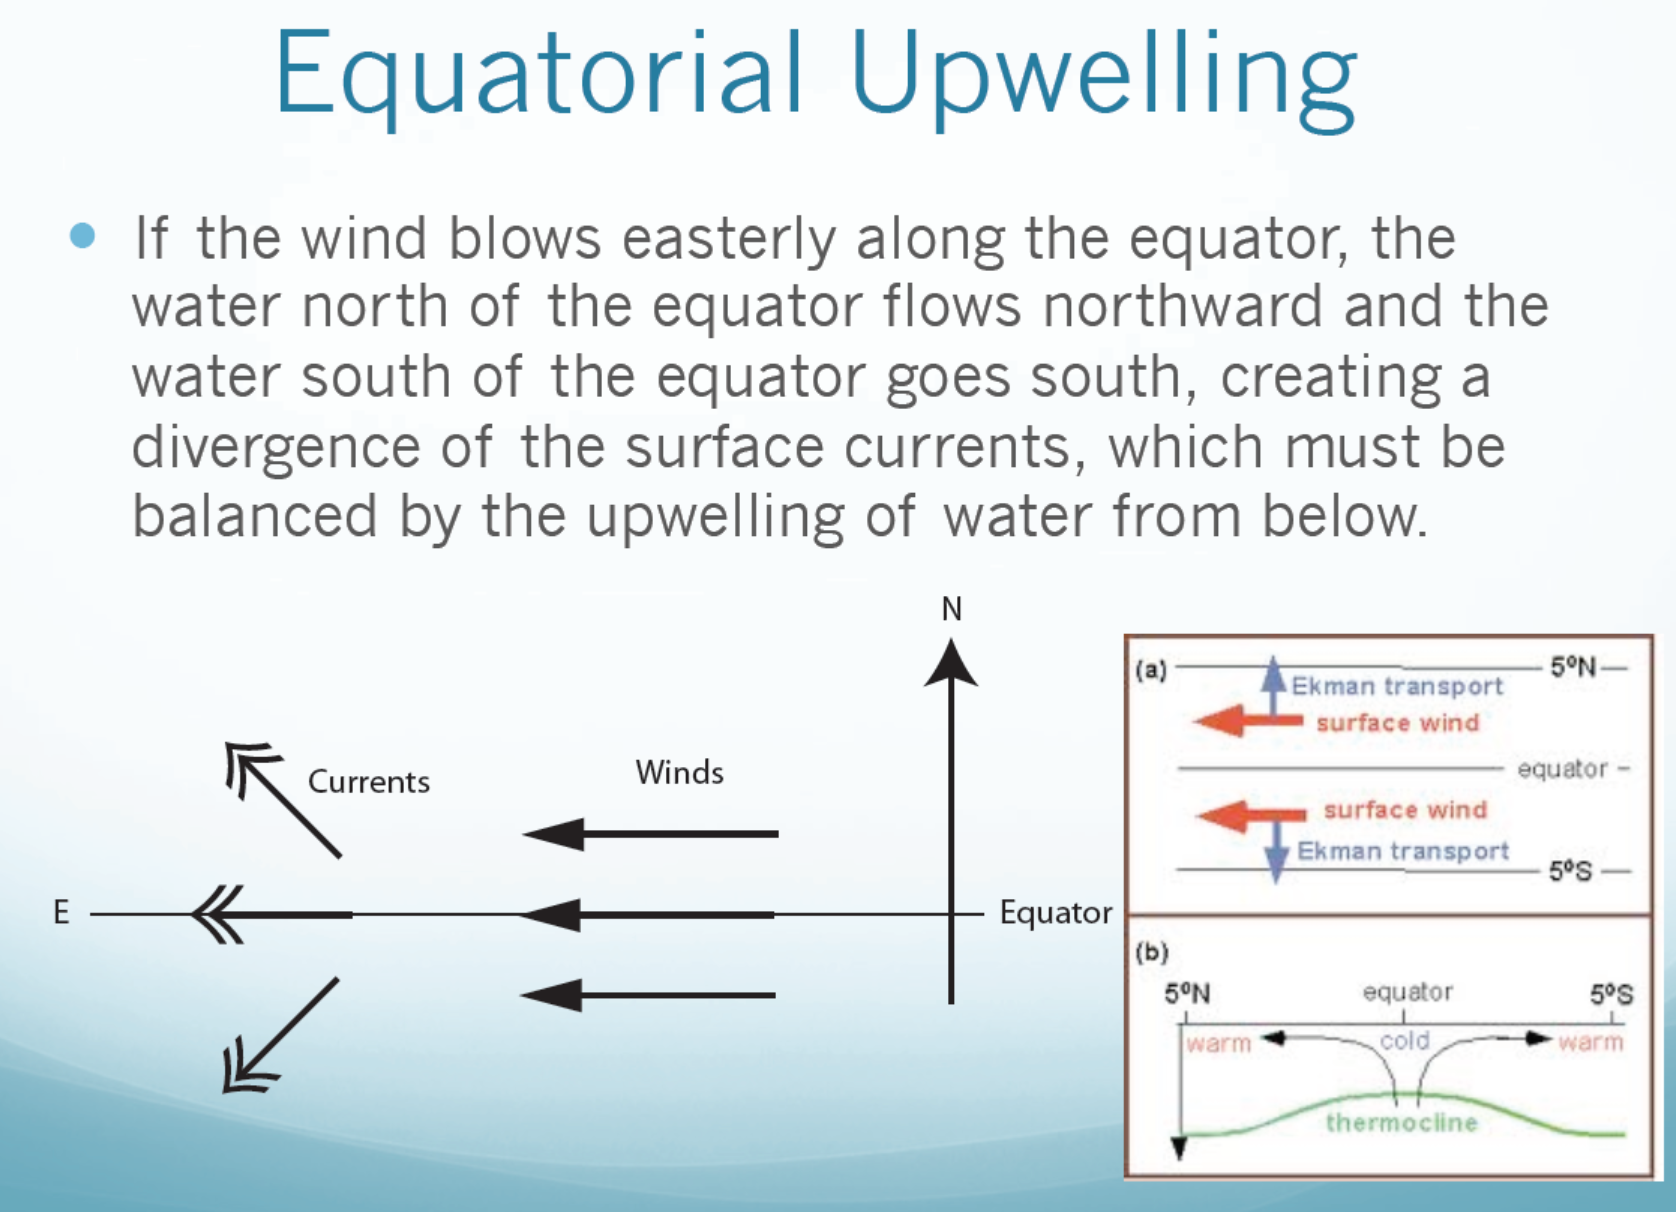 Equatorial Upwelling
• If the wind blows easterly along the equator, the
water north of the equator flows northward and the
water south of the equator goes south, creating a
divergence of the surface currents, which must be
balanced by the upwelling of water from below.
N
Currents
Winds
E
Equator
(a)
5ºN
Ekman transport
surface wind
equator
surface wind
Ekman transport
5ºS
(b)
5ºN equator 5ºS
warm cold warm
thermocline